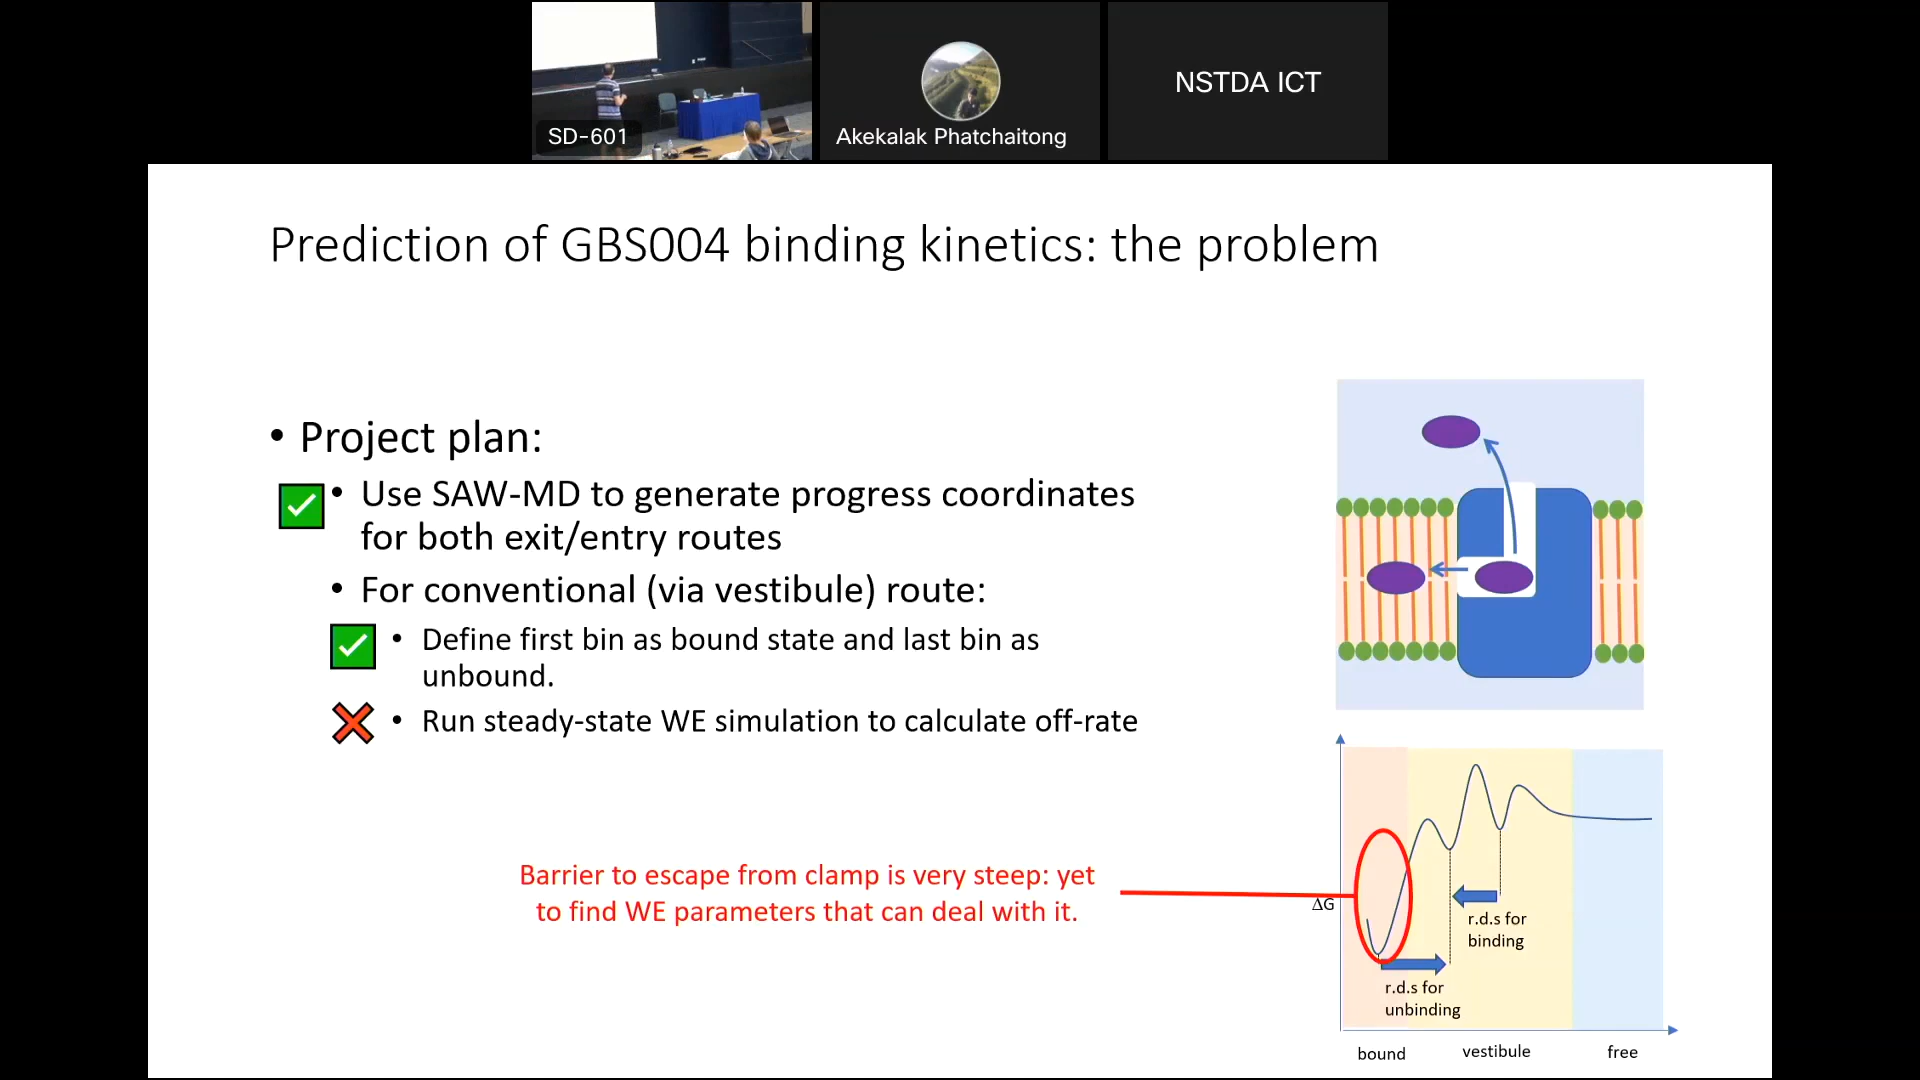 SD-601
Akekalak Phatchaitong
NSTDA ICT
Prediction of GBS004 binding kinetics: the problem
• Project plan:
• Use SAW-MD to generate progress coordinates
for both exit/entry routes
• For conventional (via vestibule) route:
• Define first bin as bound state and last bin as
unbound.
• Run steady-state WE simulation to calculate off-rate
Barrier to escape from clamp is very steep: yet
to find WE parameters that can deal with it.
ΔG
r.d.s for
binding
r.d.s for
unbinding
bound
vestibule
free